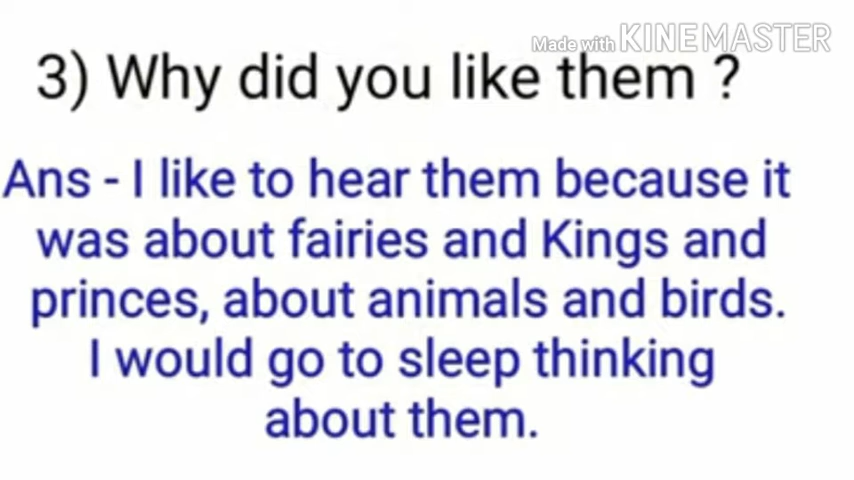 Made with KINEMASTER
3) Why did you like them ?
Ans - I like to hear them because it
was about fairies and Kings and
princes, about animals and birds.
I would go to sleep thinking
about them.